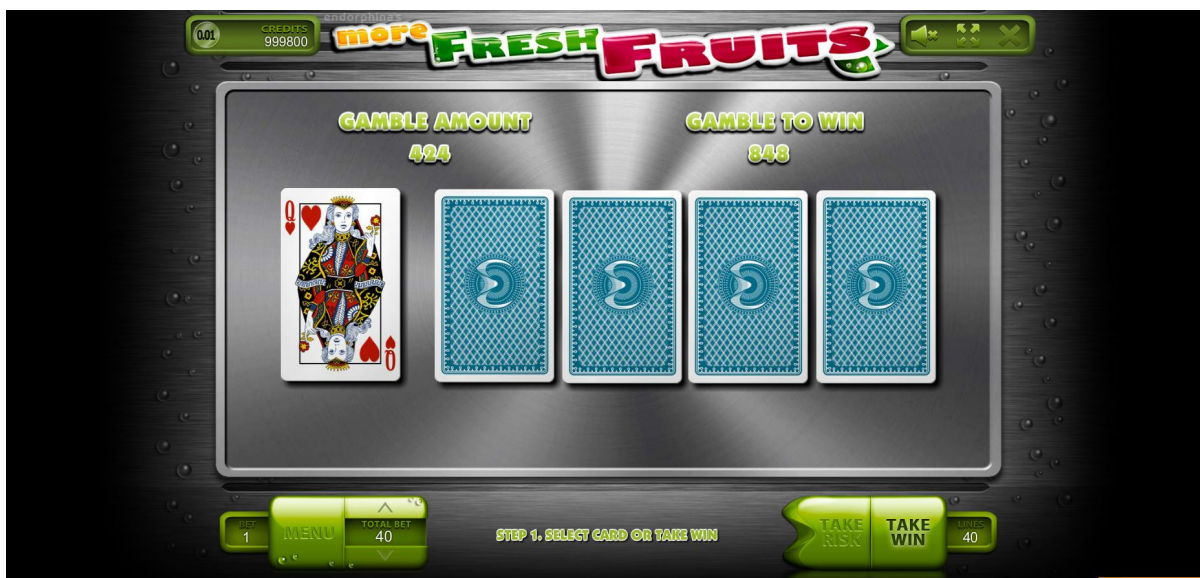 0.01
CREDITS
999800
endorphina's
more FRESH FRUITS
GAMBLE AMOUNT
424
GAMBLE TO WIN
848
Q
Q
BET
1
MENU
TOTAL BET
40
STEP 1. SELECT CARD OR TAKE WIN
TAKE RISK
TAKE WIN
LINES
40